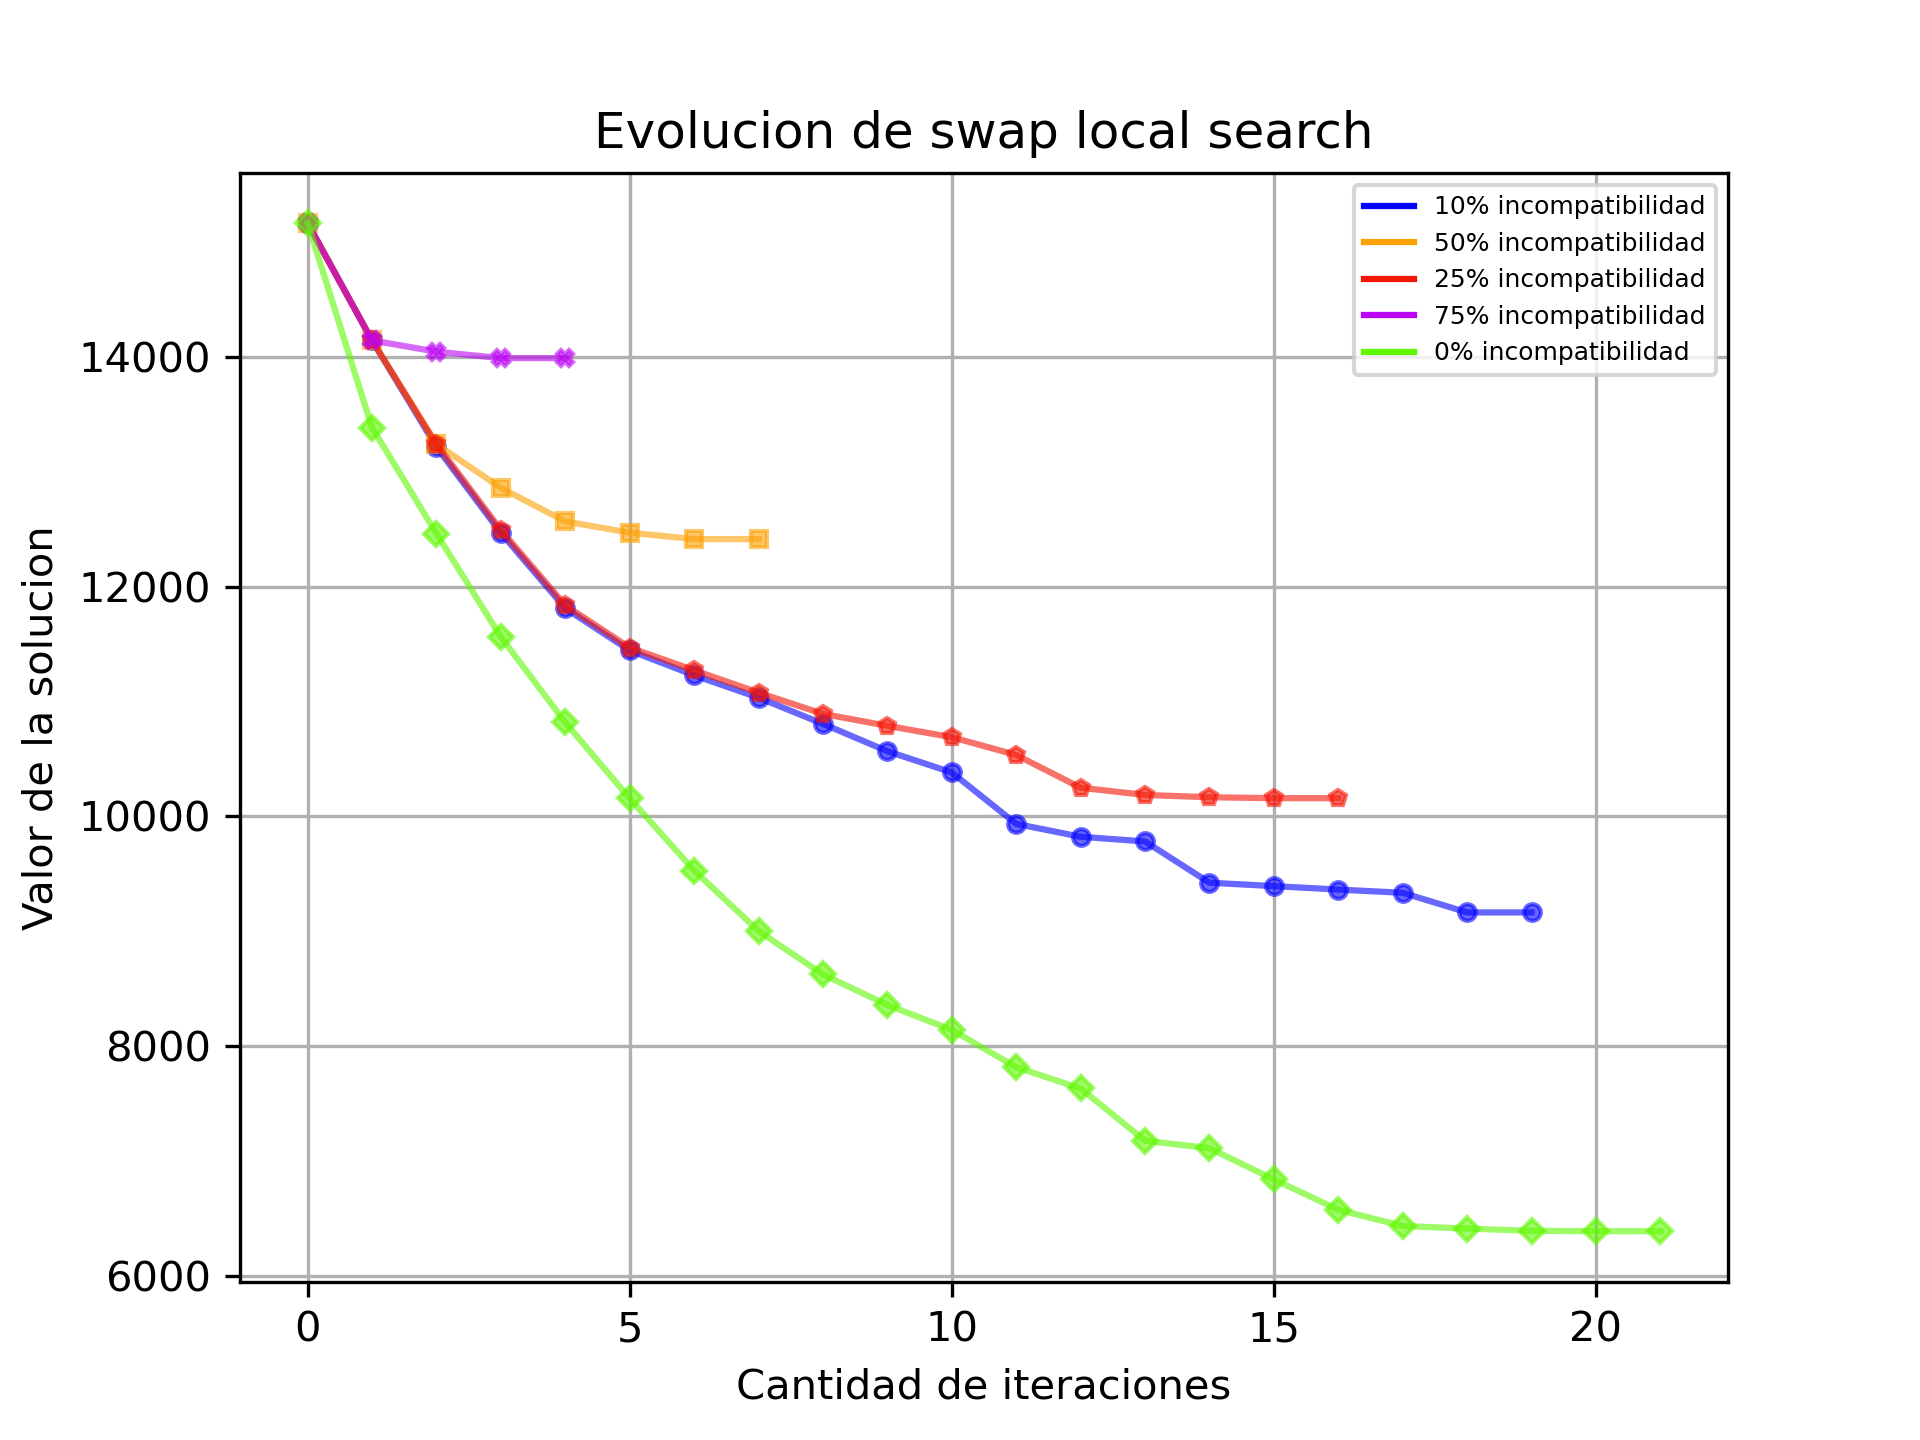 Evolucion de swap local search
10% incompatibilidad
50% incompatibilidad
25% incompatibilidad
75% incompatibilidad
0% incompatibilidad
Valor de la solucion
14000
12000
10000
8000
6000
0 5 10 15 20
Cantidad de iteraciones